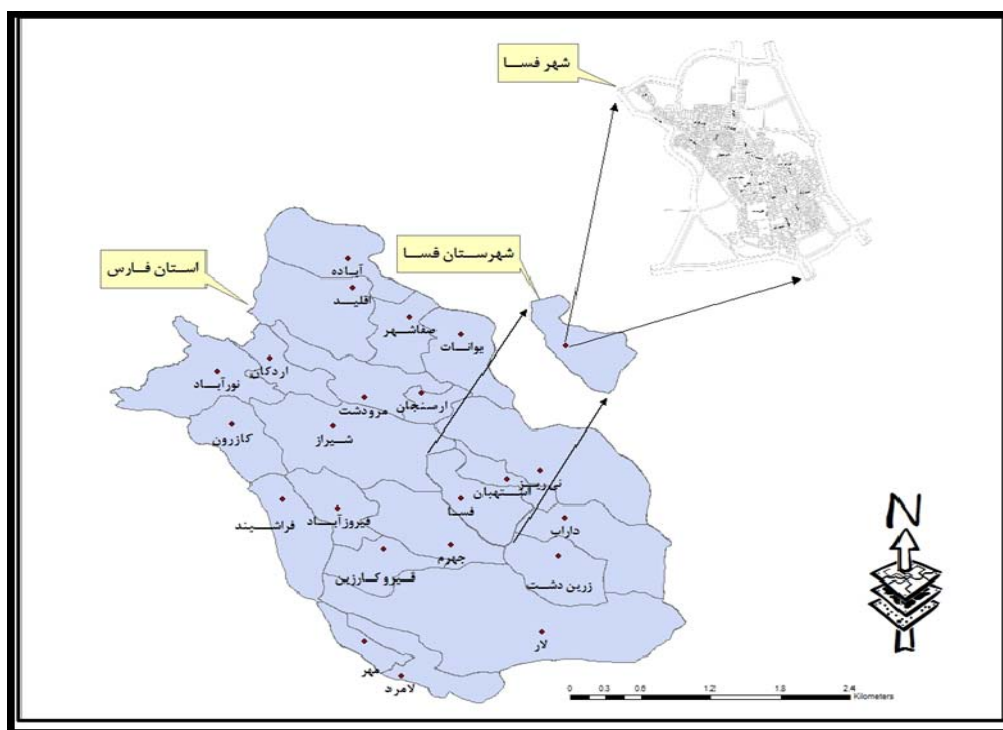 شهر فسا
شهرستان فسا
استان فارس
آباده
اقلید
صفاشهر
بوانات
اردکان
نورآباد
ارسنجان
مرودشت
کازرون
شیراز
نی ریز
استهبان
فسا
فراشبند
فیروزآباد
داراب
جهرم
قیروکارزین
زرین دشت
لار
مهر
لامرد
N
0 0.3 0.6 1.2 1.8 2.4
Kilometers